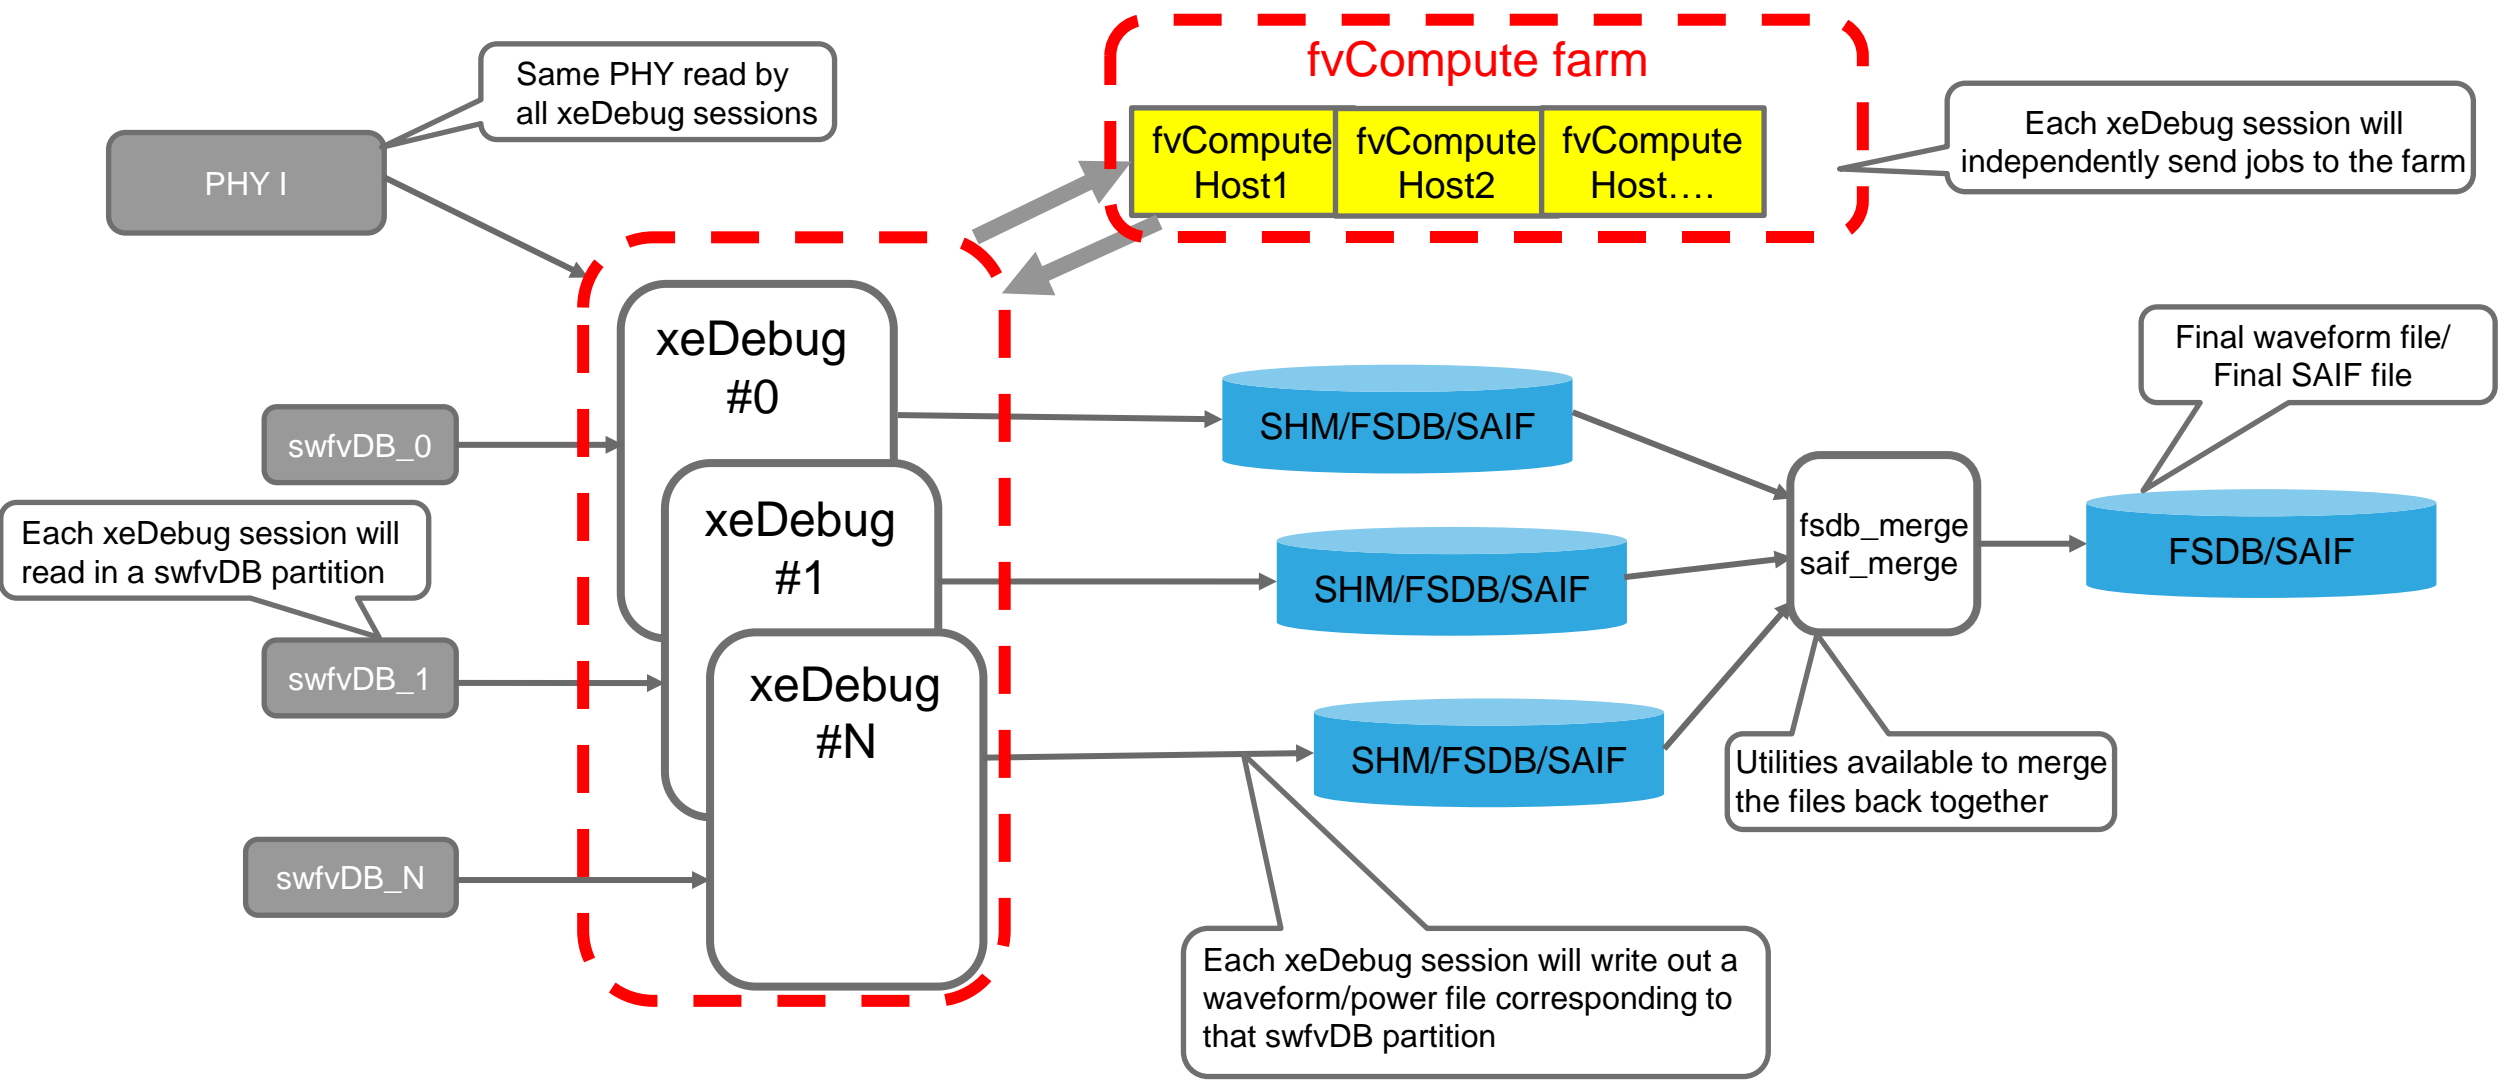 fvCompute farm
Same PHY read by
all xeDebug sessions
PHY I
fvCompute
Host1
fvCompute
Host2
fvCompute
Host....
Each xeDebug session will
independently send jobs to the farm
xeDebug
#0
swfvDB_0
SHM/FSDB/SAIF
Final waveform file/
Final SAIF file
Each xeDebug session will
read in a swfvDB partition
xeDebug
#1
SHM/FSDB/SAIF
fsdb_merge
saif_merge
FSDB/SAIF
swfvDB_1
xeDebug
#N
SHM/FSDB/SAIF
Utilities available to merge
the files back together
swfvDB_N
Each xeDebug session will write out a
waveform/power file corresponding to
that swfvDB partition